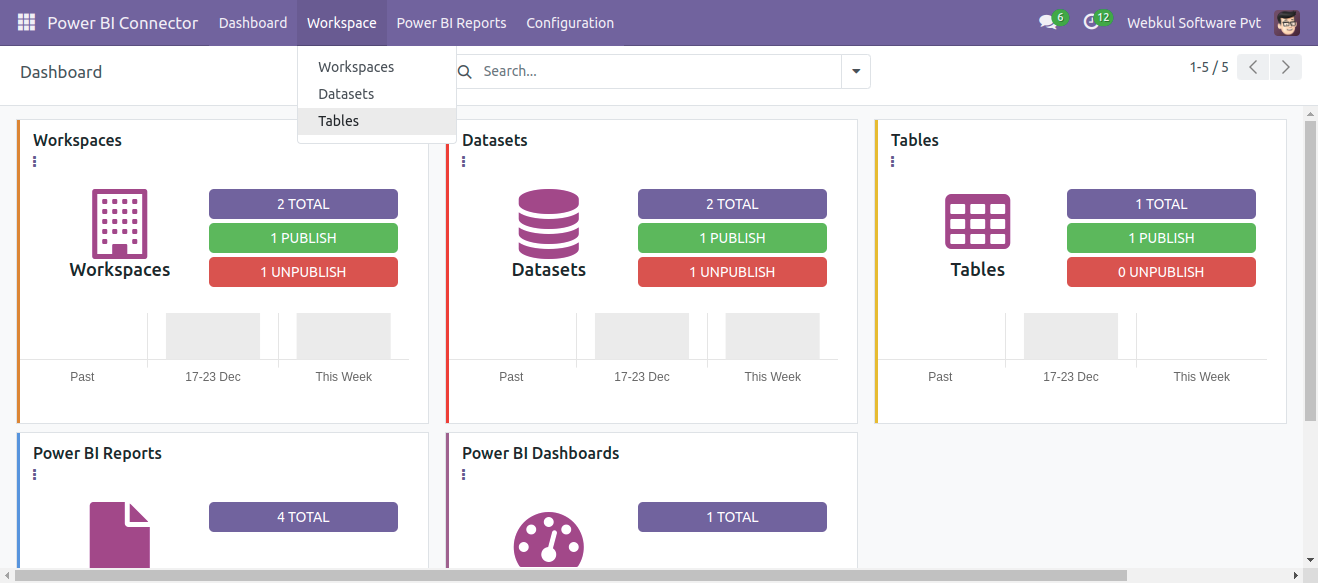 Power BI Connector Dashboard Workspace Power BI Reports Configuration 6 12 Webkul Software Pvt
Dashboard Search... 1-5 / 5
Workspaces
Datasets
Tables
Workspaces
2 TOTAL
1 PUBLISH
1 UNPUBLISH
Workspaces
Past 17-23 Dec This Week
Datasets
2 TOTAL
1 PUBLISH
1 UNPUBLISH
Datasets
Past 17-23 Dec This Week
Tables
1 TOTAL
1 PUBLISH
0 UNPUBLISH
Tables
Past 17-23 Dec This Week
Power BI Reports
4 TOTAL
Power BI Dashboards
1 TOTAL